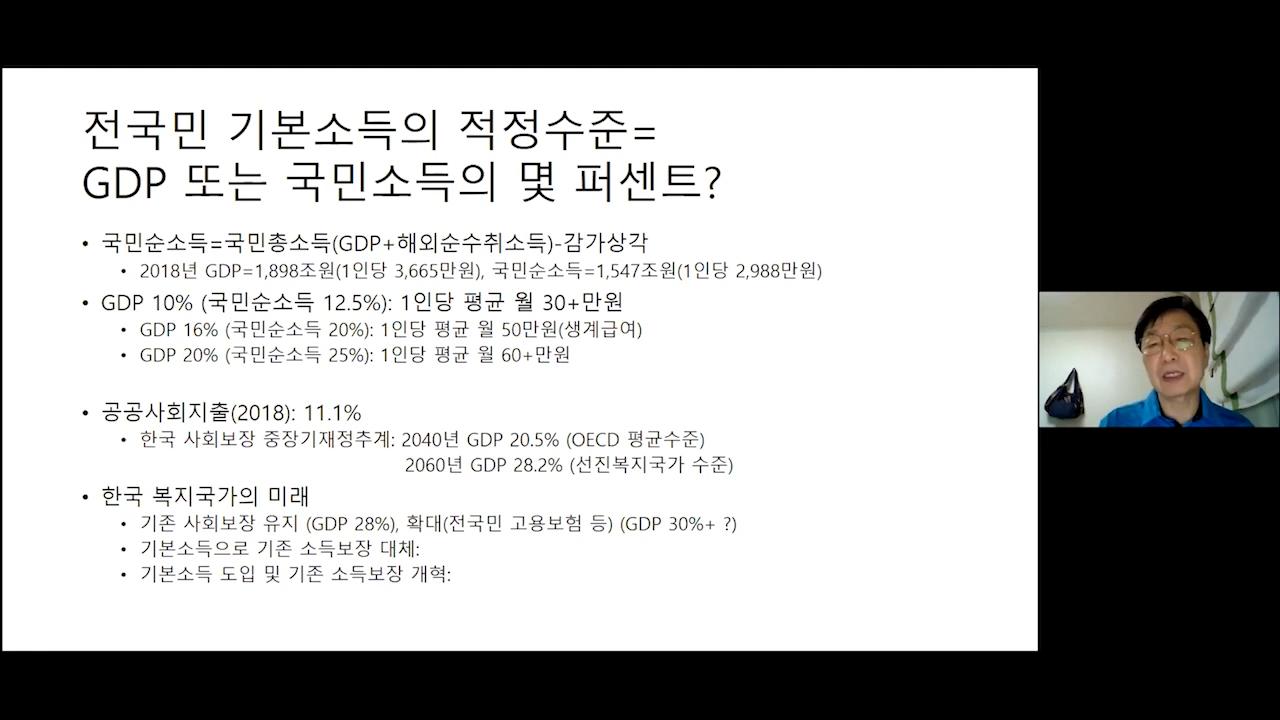 전국민 기본소득의 적정수준=
GDP 또는 국민소득의 몇 퍼센트?
• 국민순소득=국민총소득(GDP+해외순수취소득)-감가상각
• 2018년 GDP=1,898조원(1인당 3,665만원), 국민순소득=1,547조원(1인당 2,988만원)
• GDP 10% (국민순소득 12.5%): 1인당 평균 월 30+만원
• GDP 16% (국민순소득 20%): 1인당 평균 월 50만원(생계급여)
• GDP 20% (국민순소득 25%): 1인당 평균 월 60+만원
• 공공사회지출(2018): 11.1%
• 한국 사회보장 중장기재정추계: 2040년 GDP 20.5% (OECD 평균수준)
2060년 GDP 28.2% (선진복지국가 수준)
• 한국 복지국가의 미래
• 기존 사회보장 유지 (GDP 28%), 확대(전국민 고용보험 등) (GDP 30%+ ?)
• 기본소득으로 기존 소득보장 대체:
• 기본소득 도입 및 기존 소득보장 개혁: